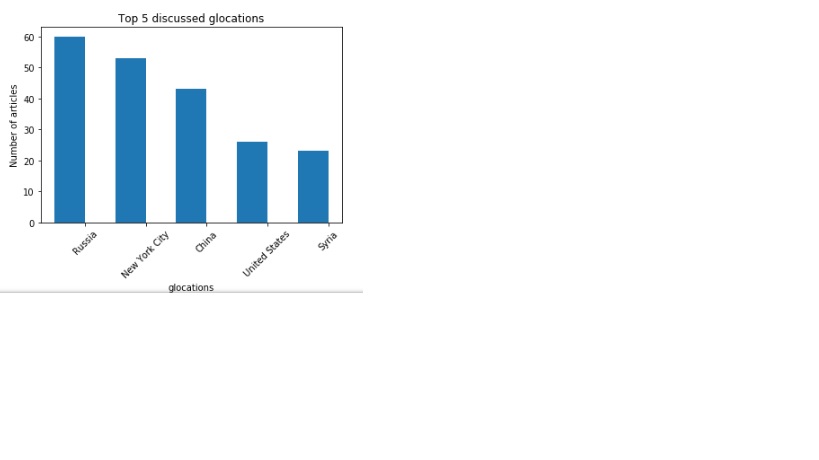 Top 5 discussed glocations
Number of articles
60
50
40
30
20
10
0
Russia
New York City
China
United States
Syria
glocations